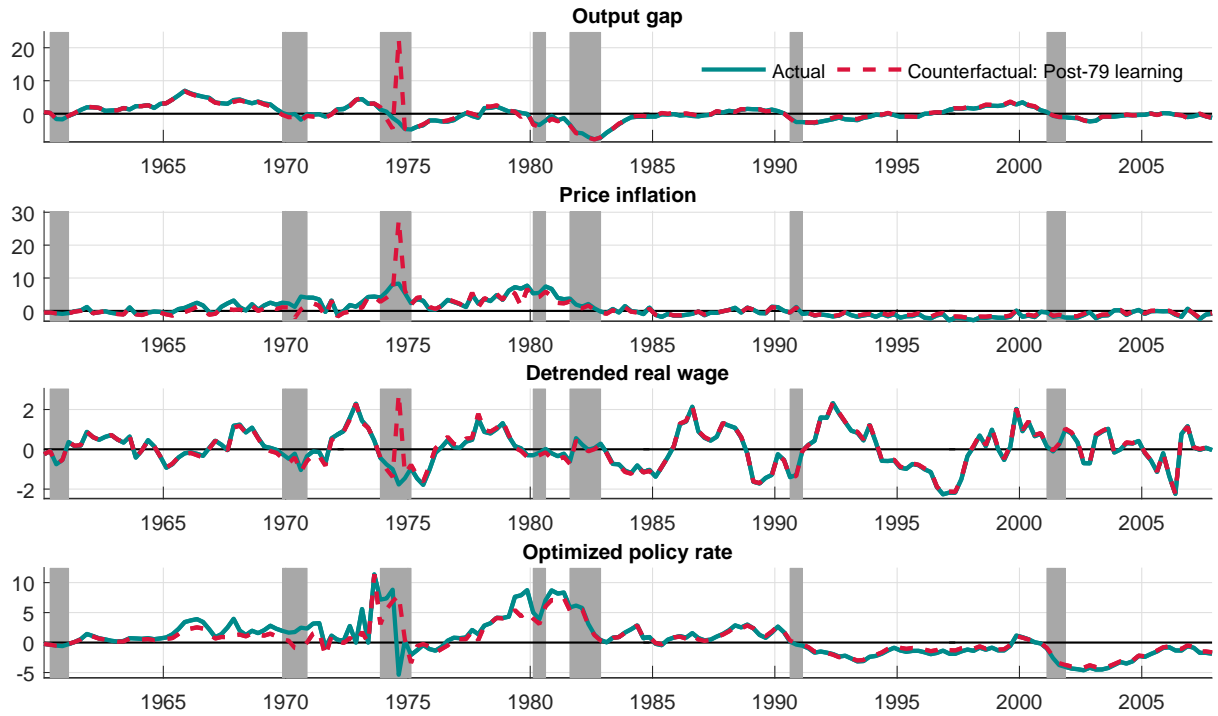 Output gap
20
10
0
Actual
Counterfactual: Post-79 learning
1965 1970 1975 1980 1985 1990 1995 2000 2005
Price inflation
30
20
10
0
1965 1970 1975 1980 1985 1990 1995 2000 2005
Detrended real wage
2
0
-2
1965 1970 1975 1980 1985 1990 1995 2000 2005
Optimized policy rate
10
5
0
-5
1965 1970 1975 1980 1985 1990 1995 2000 2005